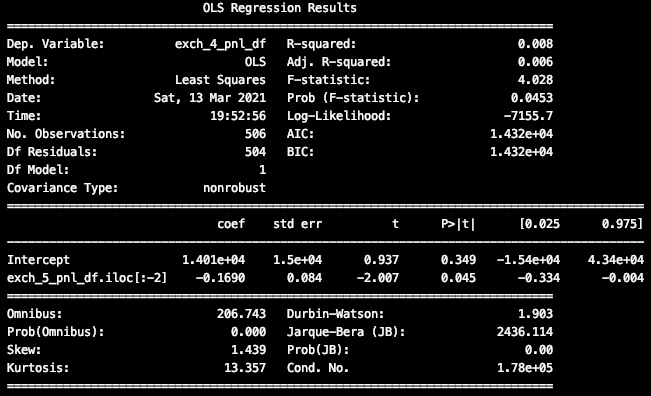 OLS Regression Results
Dep. Variable: exch_4_pnl_df R-squared: 0.008
Model: OLS Adj. R-squared: 0.006
Method: Least Squares F-statistic: 4.028
Date: Sat, 13 Mar 2021 Prob (F-statistic): 0.0453
Time: 19:52:56 Log-Likelihood: -7155.7
No. Observations: 506 AIC: 1.432e+04
Df Residuals: 504 BIC: 1.432e+04
Df Model: 1
Covariance Type: nonrobust
coef std err t P>|t| [0.025 0.975]
Intercept 1.401e+04 1.5e+04 0.937 0.349 -1.54e+04 4.34e+04
exch_5_pnl_df.iloc[:-2] -0.1690 0.084 -2.007 0.045 -0.334 -0.004
Omnibus: 206.743 Durbin-Watson: 1.903
Prob(Omnibus): 0.000 Jarque-Bera (JB): 2436.114
Skew: 1.439 Prob(JB): 0.00
Kurtosis: 13.357 Cond. No. 1.78e+05